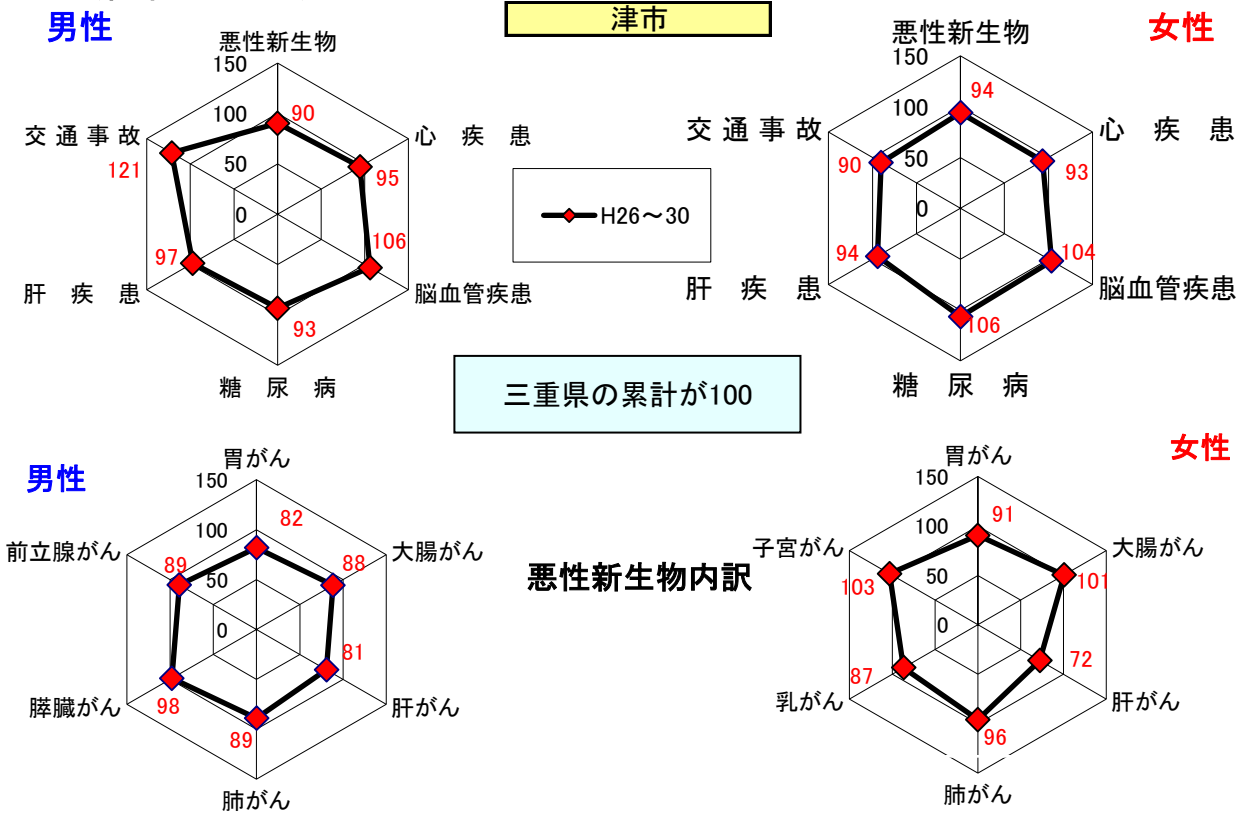 津市
男性
悪性新生物
150
100
50
0
90
心 疾 患
95
106
脳血管疾患
93
糖 尿 病
97
肝 疾 患
交 通 事 故
121
H26～30
女性
悪性新生物
150
100
50
0
94
心 疾 患
93
104
脳血管疾患
106
糖 尿 病
94
肝 疾 患
交 通 事 故
90
三重県の累計が100
男性
胃がん
150
100
50
0
82
大腸がん
88
81
肝がん
89
肺がん
98
膵臓がん
前立腺がん
89
悪性新生物内訳
女性
胃がん
150
100
50
0
91
大腸がん
101
72
肝がん
96
肺がん
87
乳がん
子宮がん
103